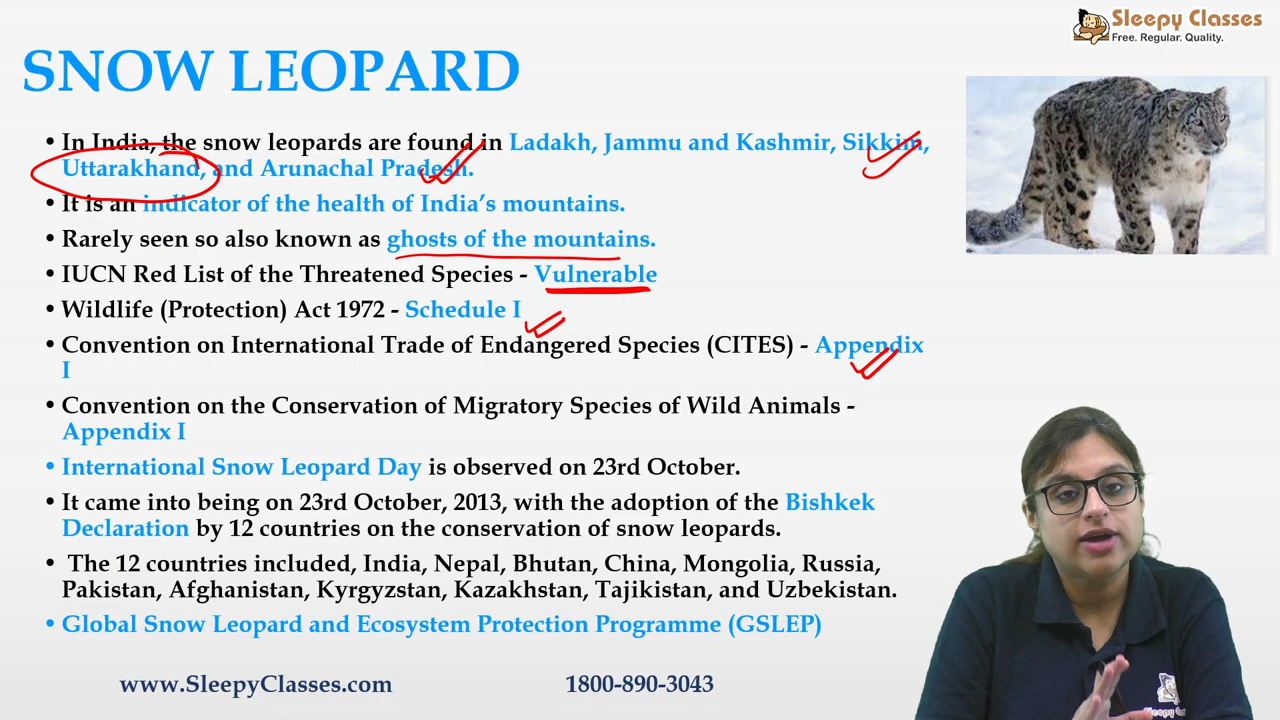 Sleepy Classes
Free. Regular. Quality.
SNOW LEOPARD
• In India, the snow leopards are found in Ladakh, Jammu and Kashmir, Sikkim,
Uttarakhand, and Arunachal Pradesh.
• It is an indicator of the health of India’s mountains.
• Rarely seen so also known as ghosts of the mountains.
• IUCN Red List of the Threatened Species - Vulnerable
• Wildlife (Protection) Act 1972 - Schedule I
• Convention on International Trade of Endangered Species (CITES) - Appendix
I
• Convention on the Conservation of Migratory Species of Wild Animals -
Appendix I
• International Snow Leopard Day is observed on 23rd October.
• It came into being on 23rd October, 2013, with the adoption of the Bishkek
Declaration by 12 countries on the conservation of snow leopards.
• The 12 countries included, India, Nepal, Bhutan, China, Mongolia, Russia,
Pakistan, Afghanistan, Kyrgyzstan, Kazakhstan, Tajikistan, and Uzbekistan.
• Global Snow Leopard and Ecosystem Protection Programme (GSLEP)
www.SleepyClasses.com
1800-890-3043